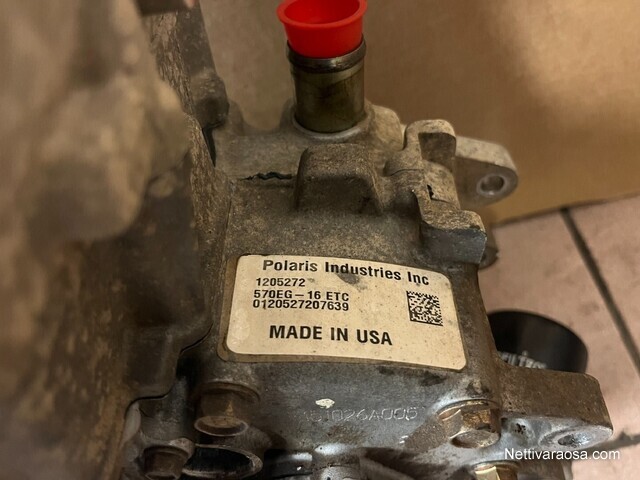 Polaris Industries Inc
1205272
570EG-16 ETC
0120527207639
MADE IN USA
Nettivaraosa.com